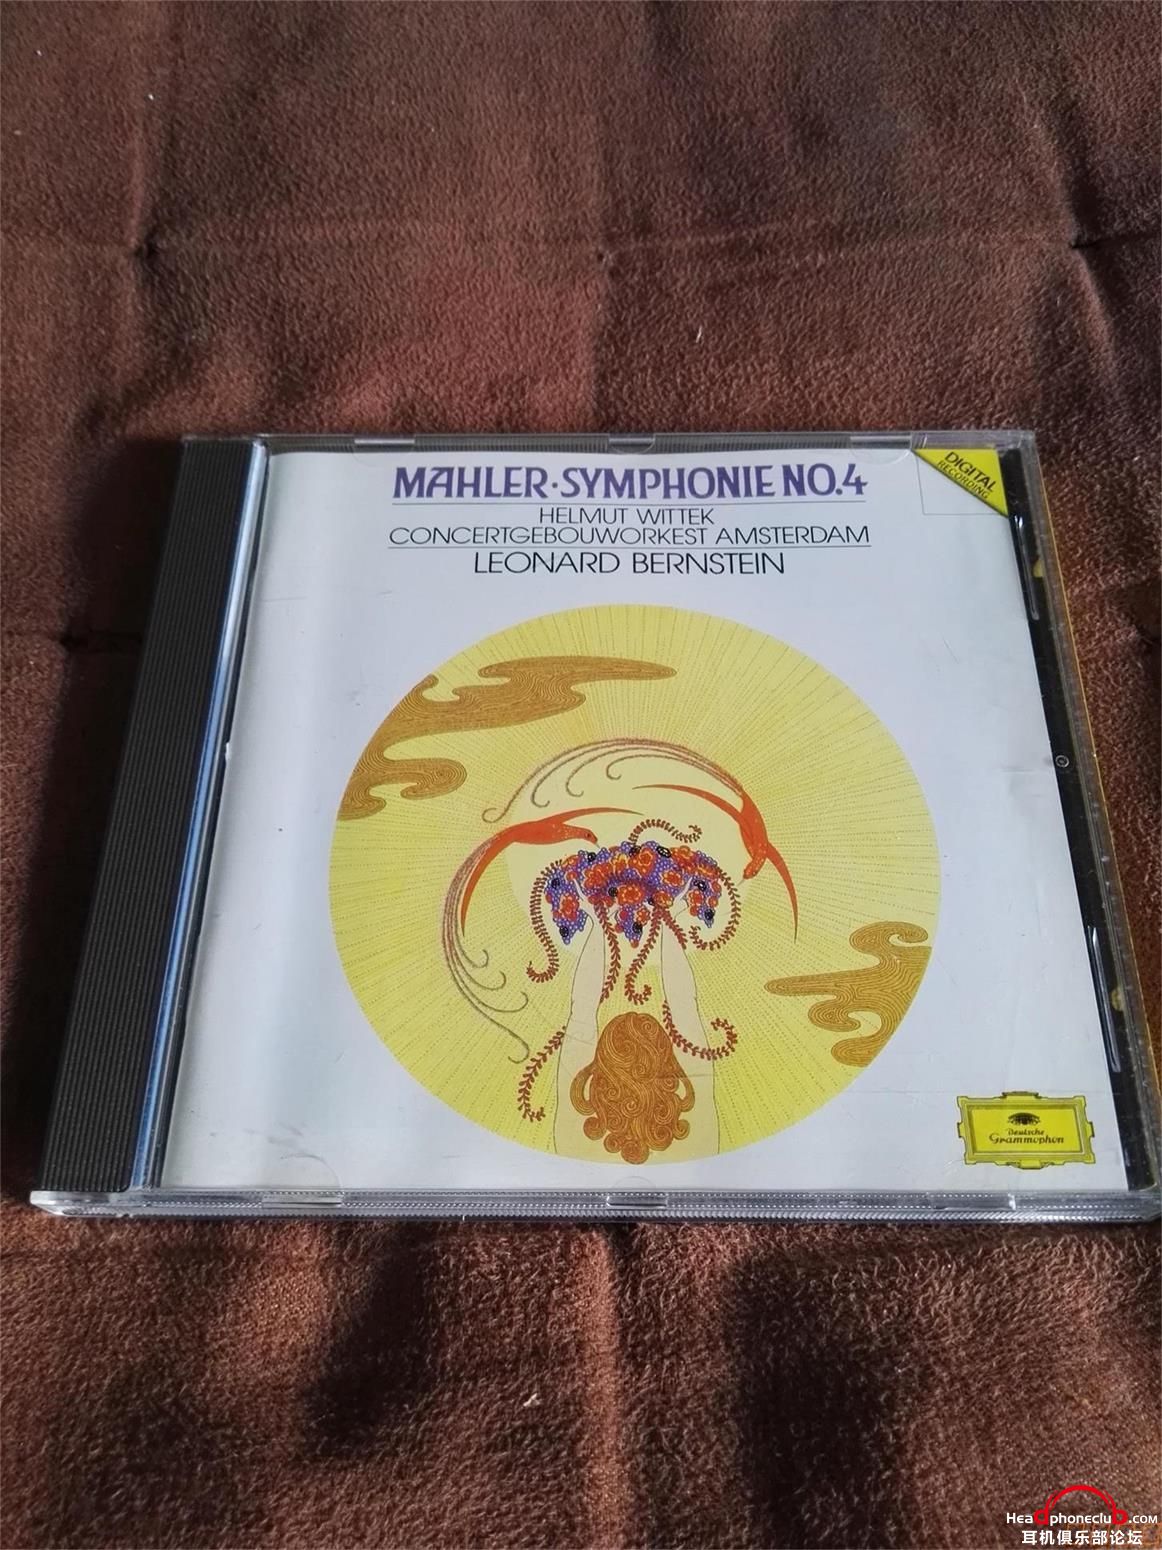 MAHLER·SYMPHONIE NO.4
HELMUT WITTEK
CONCERTGEBOUWORKEST AMSTERDAM
LEONARD BERNSTEIN
DIGITAL
RECORDING
Deutsche
Grammophon
Headphoneclub.com
耳机俱乐部论坛